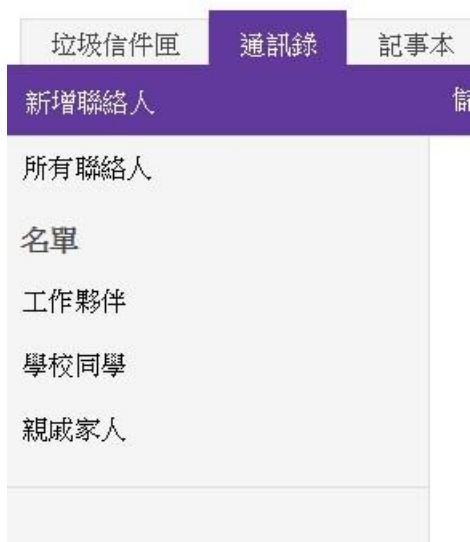 垃圾信件匣 通訊錄 記事本
新增聯絡人 儲
所有聯絡人
名單
工作夥伴
學校同學
親戚家人